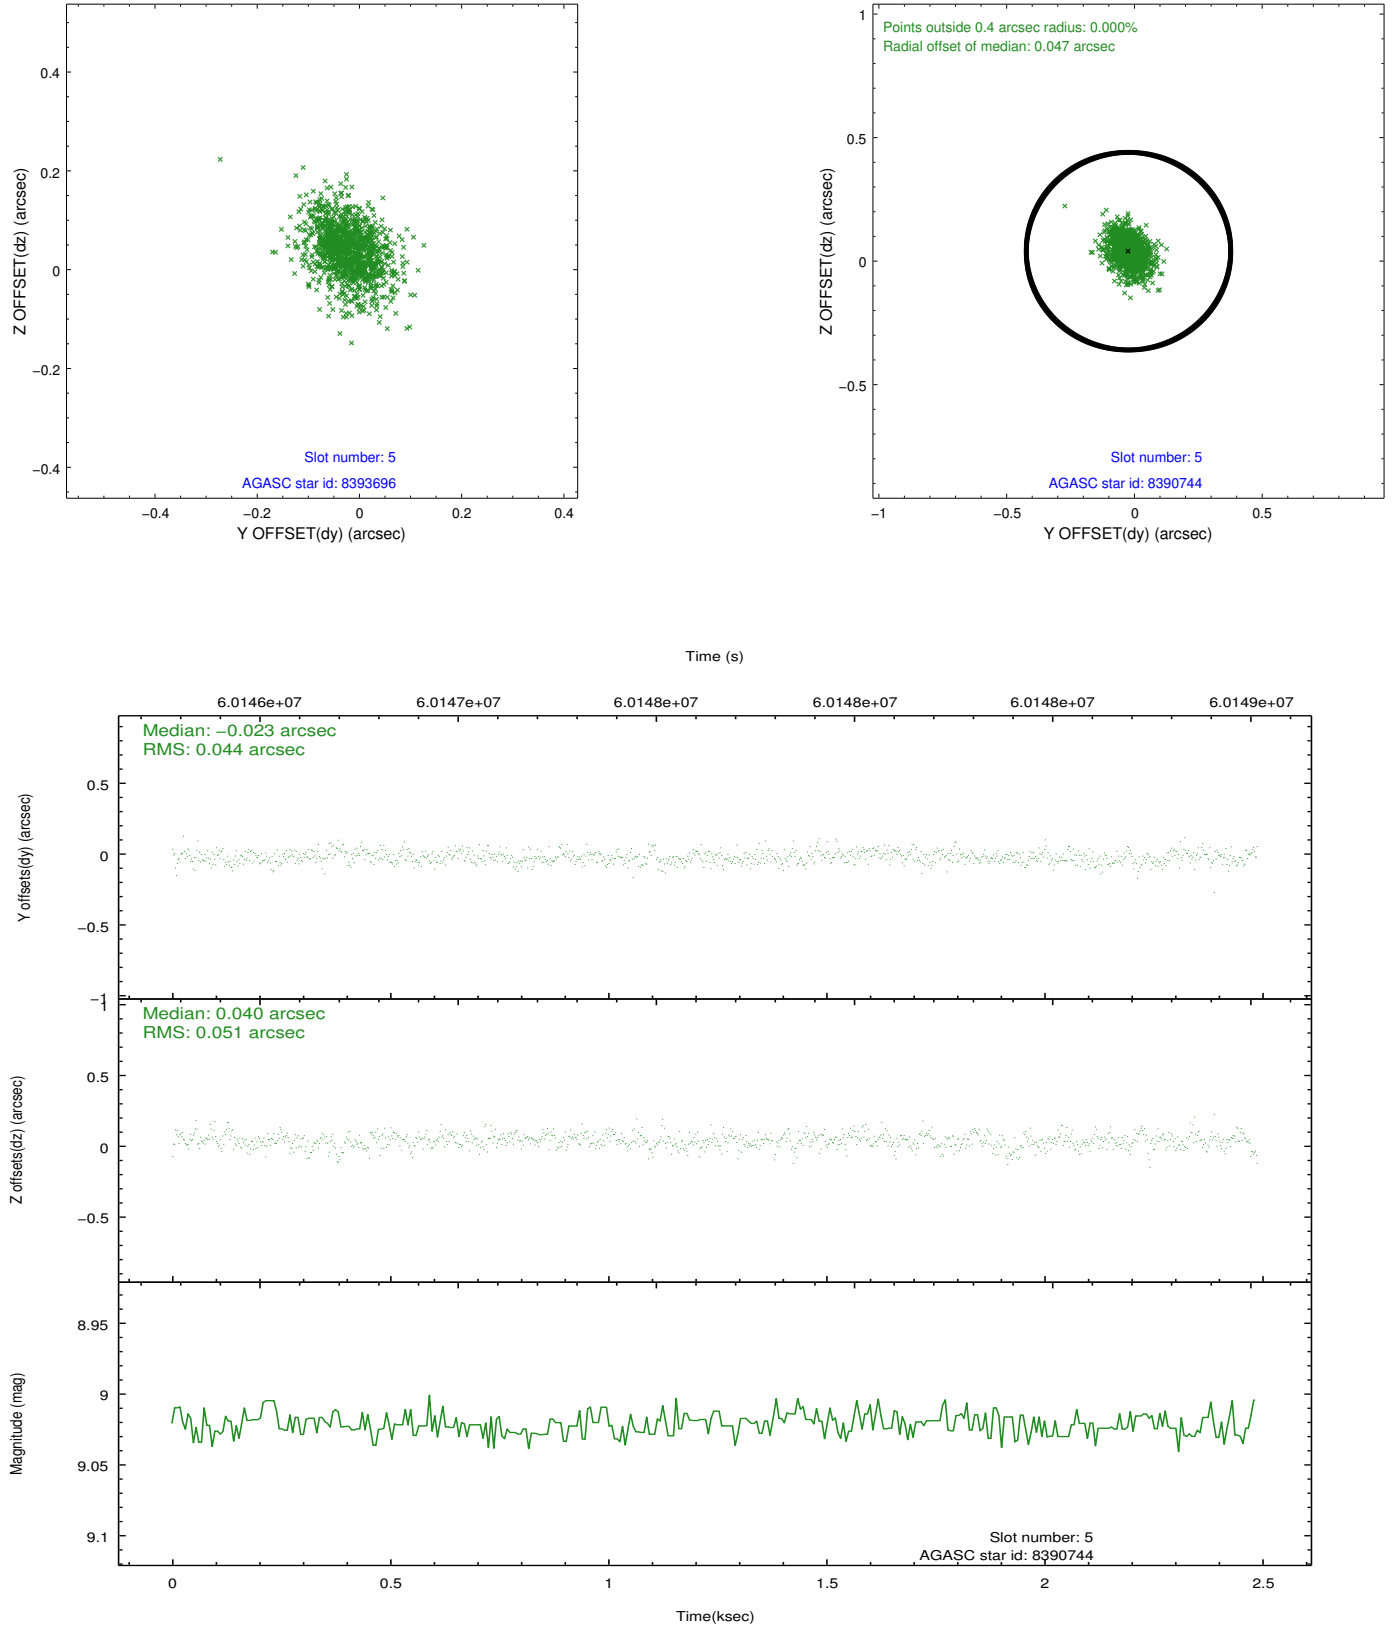 0.4
0.2
0
−0.2
−0.4
Z OFFSET(dz) (arcsec)
Slot number: 5
AGASC star id: 8393696
−0.4
−0.2
0
0.2
0.4
Y OFFSET(dy) (arcsec)
Points outside 0.4 arcsec radius: 0.000%
Radial offset of median: 0.047 arcsec
1
0.5
0
−0.5
Z OFFSET(dz) (arcsec)
Slot number: 5
AGASC star id: 8390744
−1
−0.5
0
0.5
Y OFFSET(dy) (arcsec)
Time (s)
6.0146e+07
6.0147e+07
6.0148e+07
6.0148e+07
6.0148e+07
6.0149e+07
Median: −0.023 arcsec
RMS: 0.044 arcsec
0.5
0
−0.5
−1
Y offsets(dy) (arcsec)
Median: 0.040 arcsec
RMS: 0.051 arcsec
1
0.5
0
−0.5
Z offsets(dz) (arcsec)
8.95
9
9.05
9.1
Magnitude (mag)
Slot number: 5
AGASC star id: 8390744
0
0.5
1
1.5
2
2.5
Time(ksec)